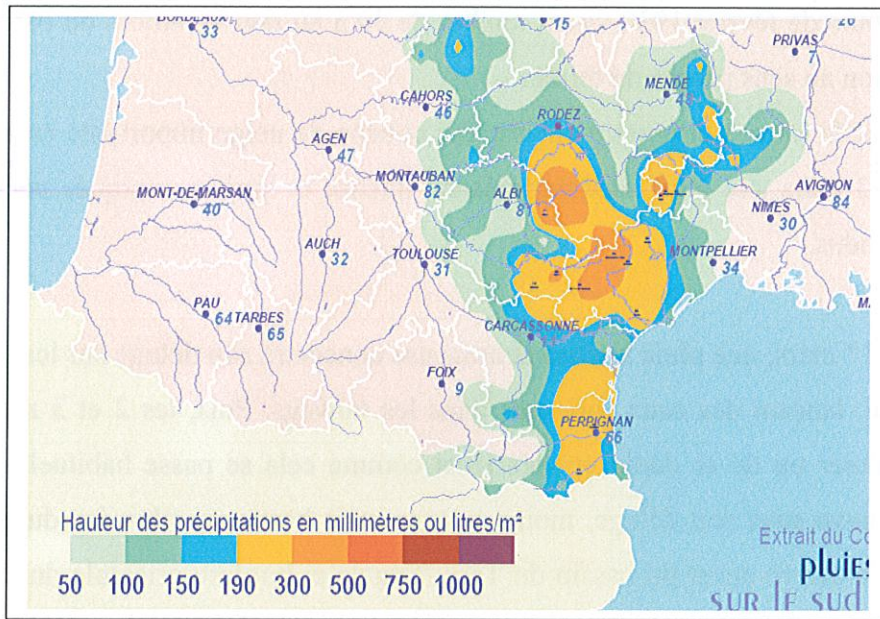 BORDEAUX
33
15
26
PRIVAS
7
CAHORS
46
MENDE
48
RODEZ
12
AGEN
47
MONTAUBAN
82
ALBI
81
AVIGNON
84
MONT-DE-MARSAN
40
NIMES
30
AUCH
32
TOULOUSE
31
MONTPELLIER
34
PAU
64
TARBES
65
CARCASSONNE
FOIX
9
PERPIGNAN
66
Hauteur des précipitations en millimètres ou litres/m²
50 100 150 190 300 500 750 1000
Extrait du Co
pluies
SUR LE SUD